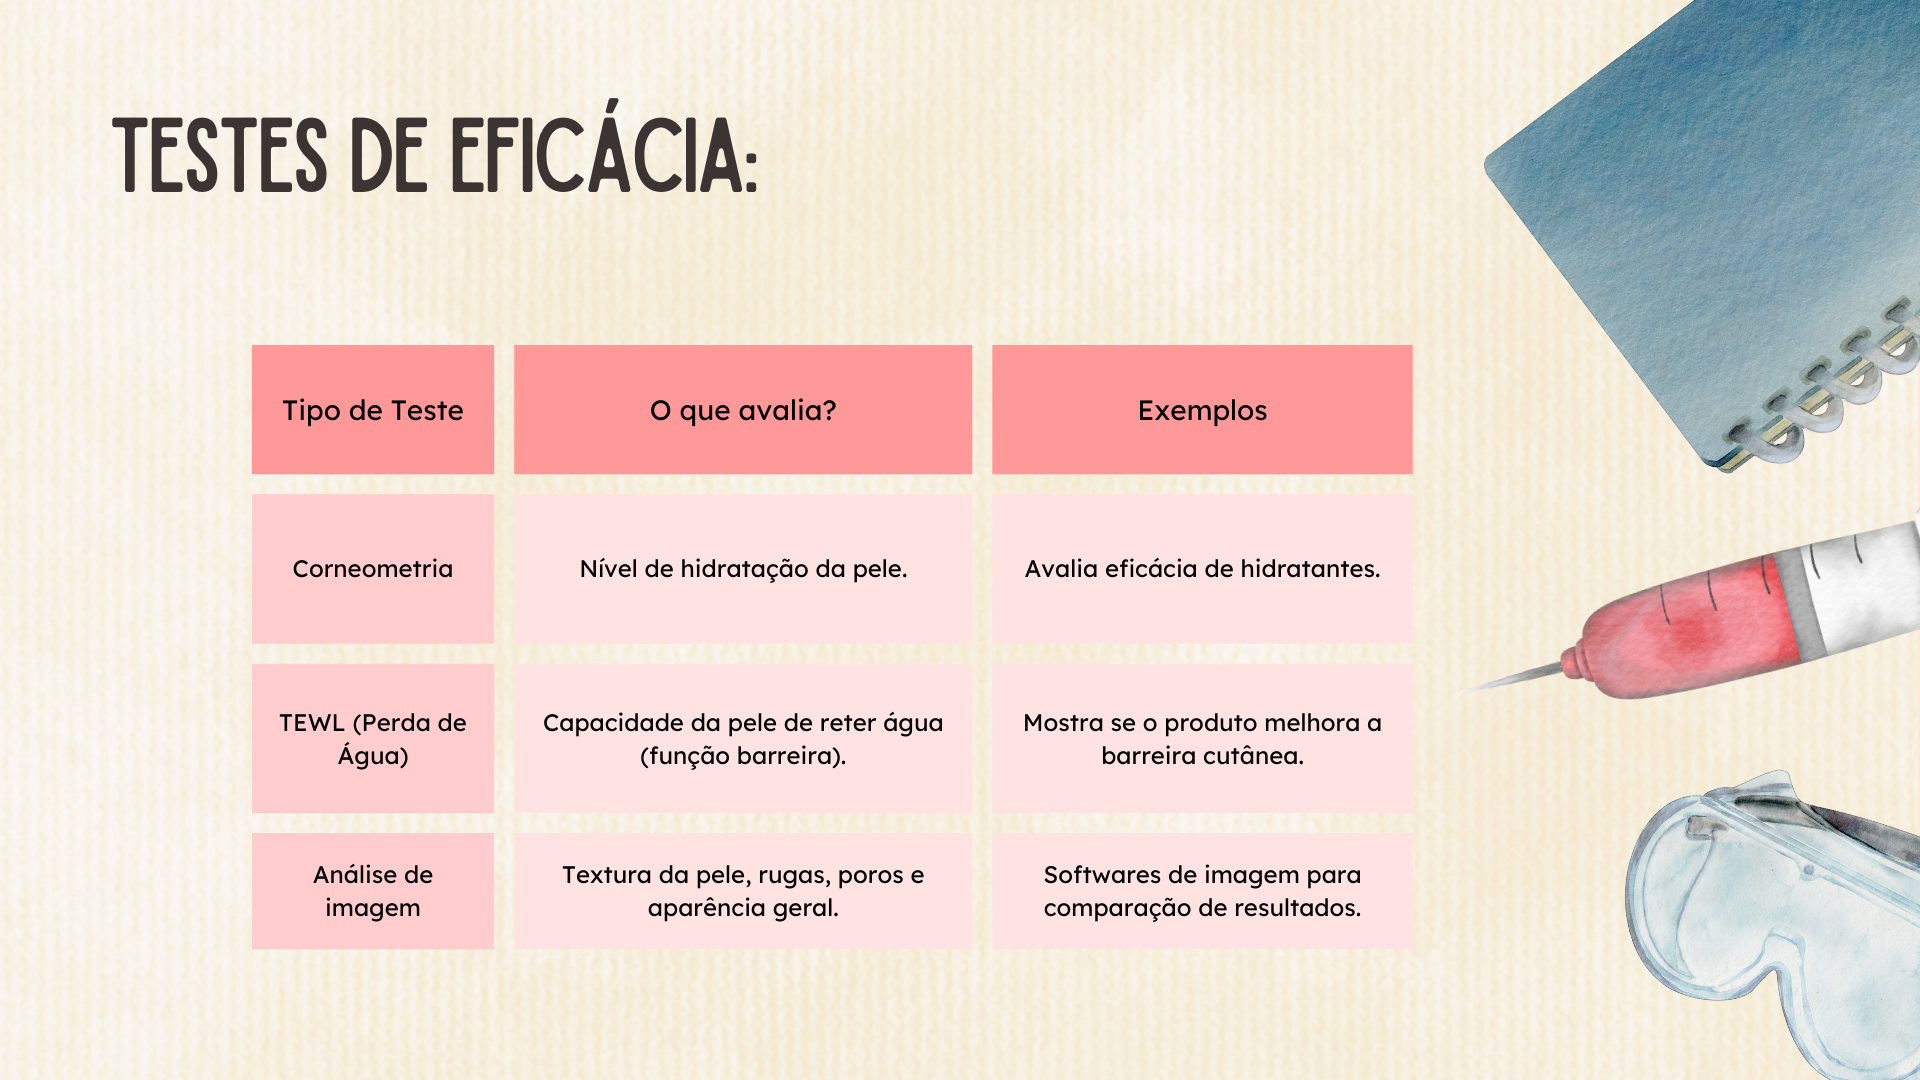 TESTES DE EFICÁCIA:
Tipo de Teste
O que avalia?
Exemplos
Corneometria
Nível de hidratação da pele.
Avalia eficácia de hidratantes.
TEWL (Perda de
Água)
Capacidade da pele de reter água
(função barreira).
Mostra se o produto melhora a
barreira cutânea.
Análise de
imagem
Textura da pele, rugas, poros e
aparência geral.
Softwares de imagem para
comparação de resultados.